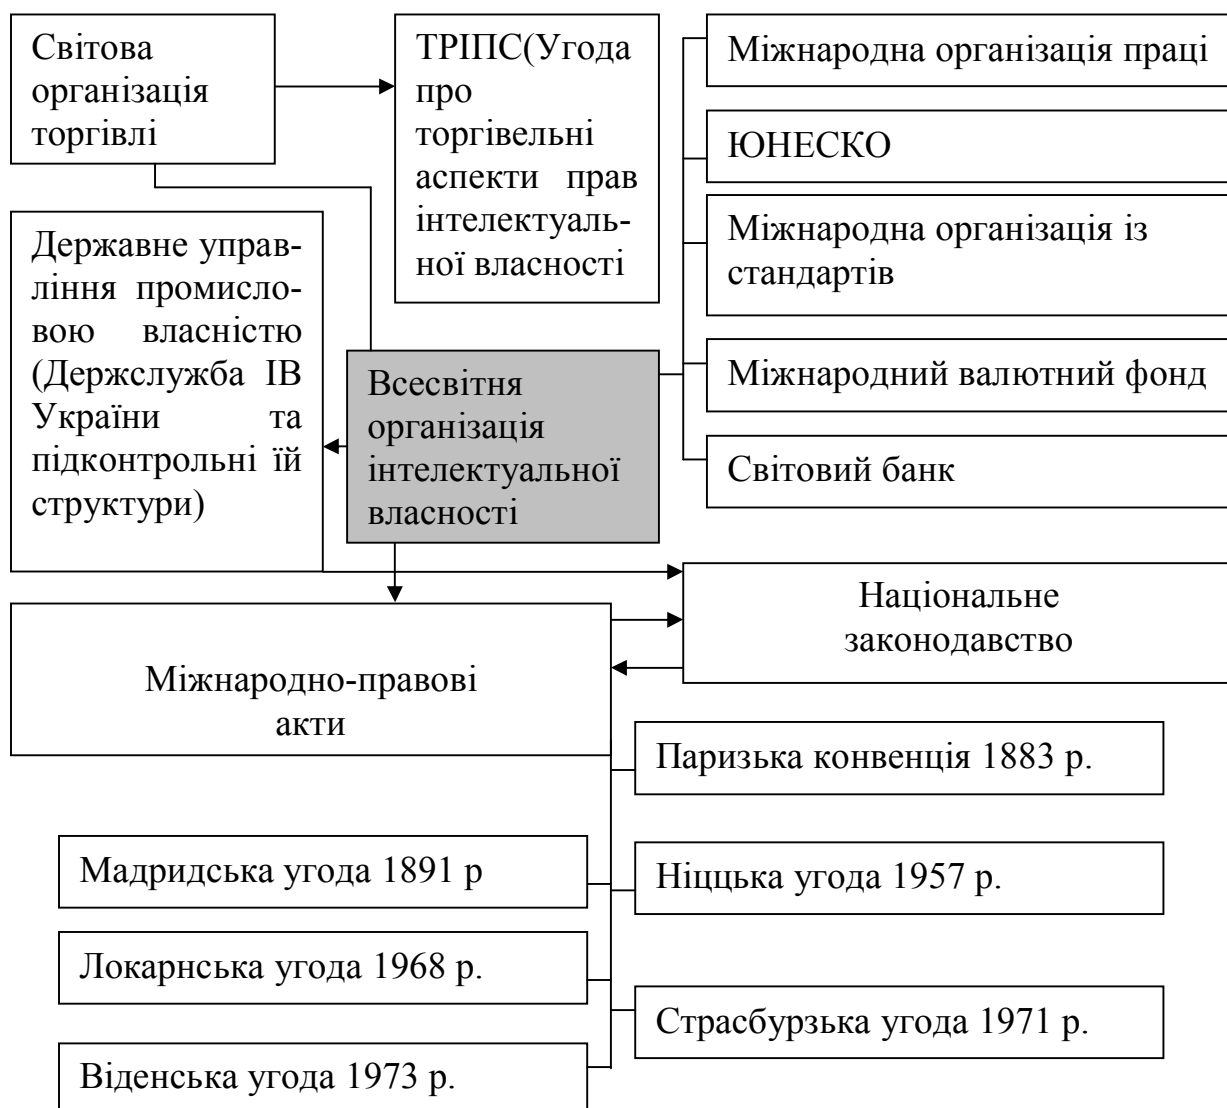 Світова
організація
торгівлі
ТРІПС(Угода
про
торгівельні
аспекти прав
інтелектуаль-
ної власності
Міжнародна організація праці
ЮНЕСКО
Міжнародна організація із
стандартів
Міжнародний валютний фонд
Світовий банк
Державне управ-
ління промисло-
вою власністю
(Держслужба ІВ
України та
підконтрольні їй
структури)
Всесвітня
організація
інтелектуальної
власності
Національне
законодавство
Міжнародно-правові
акти
Паризька конвенція 1883 р.
Мадридська угода 1891 р
Ніццька угода 1957 р.
Локарнська угода 1968 р.
Страсбурзька угода 1971 р.
Віденська угода 1973 р.